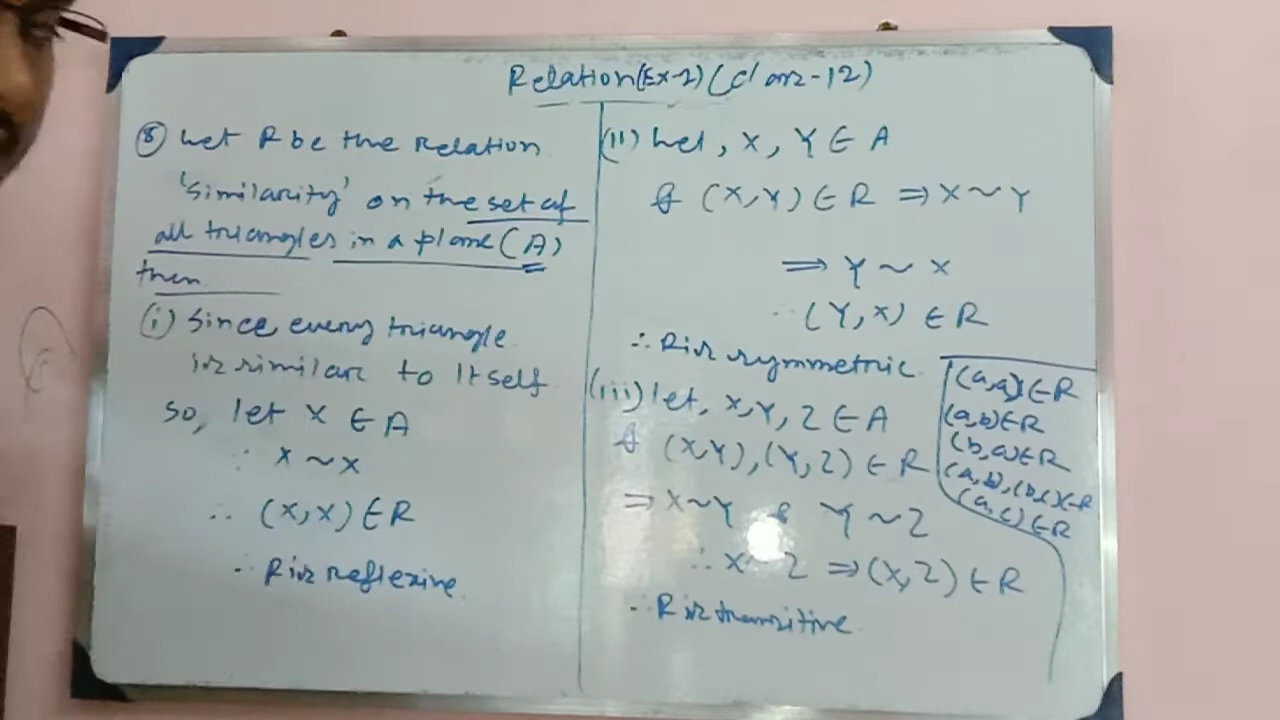 Relation (Ex-2) (class-12)
⑧ Let R be the Relation
'Similarity' on the set of
all triangles in a plane (A)
then
(i) Since every triangle
is similar to itself
so, let x ∈ A
∵ x ~ x
∴ (x, x) ∈ R
∴ R is reflexive
(ii) Let, x, Y ∈ A
if (x, Y) ∈ R ⇒ x ~ Y
⇒ Y ~ x
∴ (Y, x) ∈ R
∴ R is symmetric
(iii) let, x, Y, Z ∈ A
if (x, Y), (Y, Z) ∈ R
⇒ x ~ Y & Y ~ Z
∴ x ~ Z ⇒ (x, Z) ∈ R
∴ R is transitive
(a,a) ∈ R
(a,b) ∈ R
(b,a) ∈ R
(a,b), (b,c) ∈ R
(a,c) ∈ R